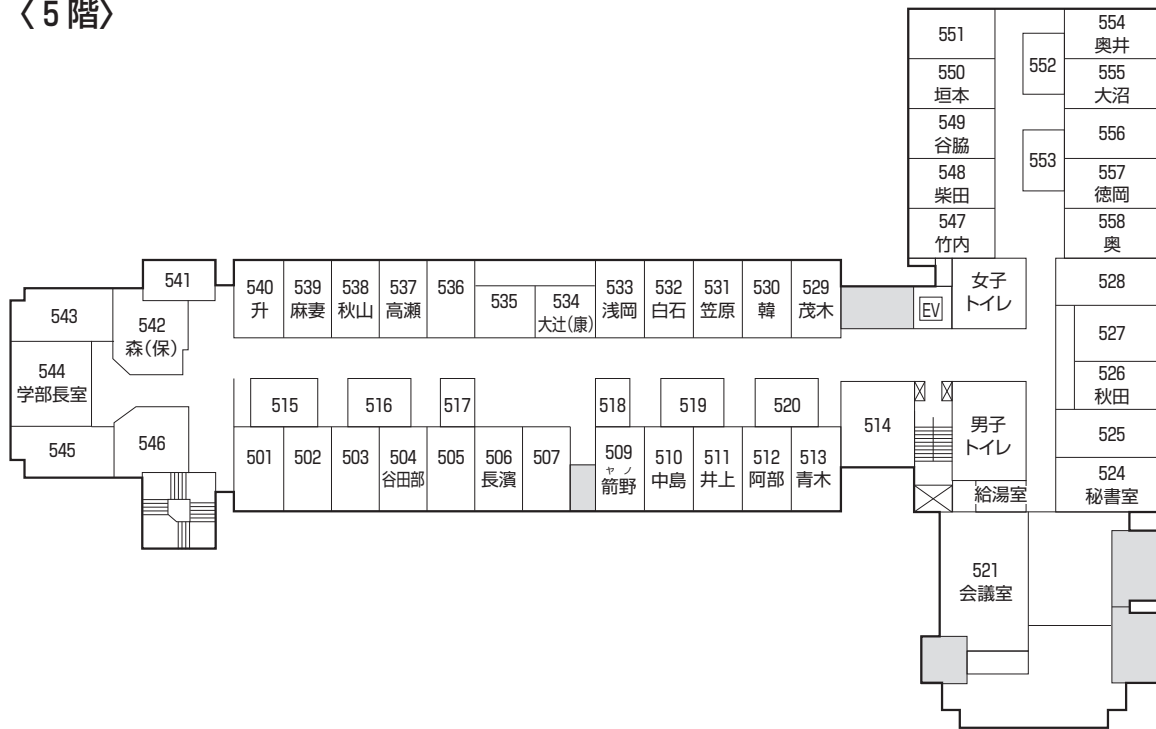 〈5階〉
551
550
垣本
549
谷脇
548
柴田
547
竹内
552
553
554
奥井
555
大沼
556
557
徳岡
558
奥
541
543
542
森(保)
544
学部長室
545
546
540
升
539
麻妻
538
秋山
537
高瀬
536
535
534
大辻(康)
533
浅岡
532
白石
531
笠原
530
韓
529
茂木
EV
女子
トイレ
528
527
526
秋田
525
524
秘書室
515
516
517
518
519
520
514
男子
トイレ
給湯室
501
502
503
504
谷田部
505
506
長濱
507
509
ヤノ
箭野
510
中島
511
井上
512
阿部
513
青木
521
会議室